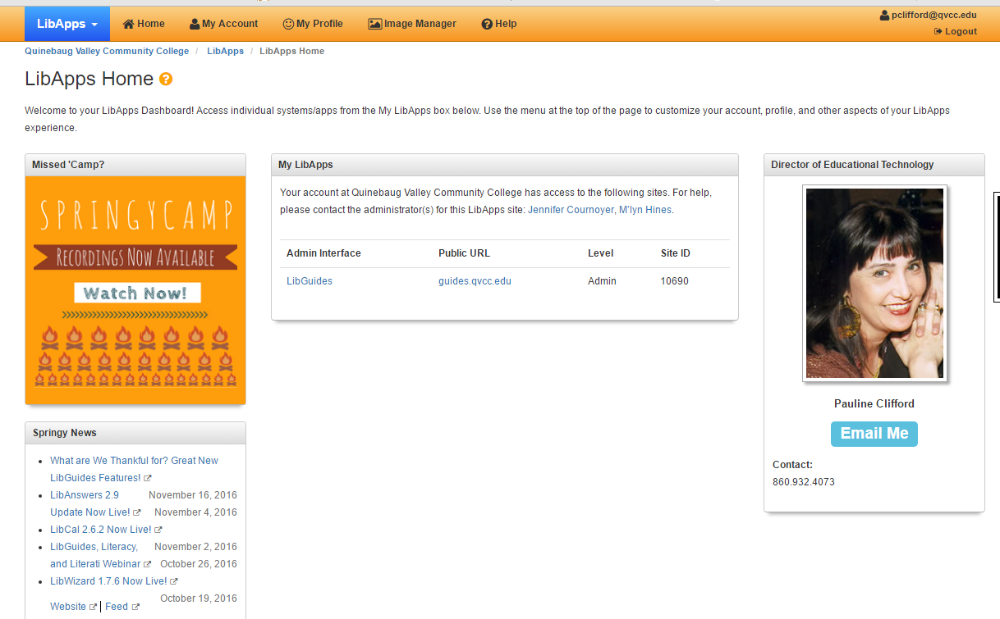 LibApps
Home
My Account
My Profile
Image Manager
Help
pclifford@qvcc.edu
Logout
Quinebaug Valley Community College / LibApps / LibApps Home
LibApps Home
Welcome to your LibApps Dashboard! Access individual systems/apps from the My LibApps box below. Use the menu at the top of the page to customize your account, profile, and other aspects of your LibApps
experience.
Missed 'Camp?
SPRINGYCAMP
Recordings Now Available
Watch Now!
Springy News
What are We Thankful for? Great New
LibGuides Features!
LibAnswers 2.9 November 16, 2016
Update Now Live! November 4, 2016
LibCal 2.6.2 Now Live!
LibGuides, Literacy, November 2, 2016
and Literati Webinar October 26, 2016
LibWizard 1.7.6 Now Live!
October 19, 2016
Website | Feed
My LibApps
Your account at Quinebaug Valley Community College has access to the following sites. For help,
please contact the administrator(s) for this LibApps site: Jennifer Cournoyer, M'lyn Hines.
Admin Interface Public URL Level Site ID
LibGuides guides.qvcc.edu Admin 10690
Director of Educational Technology
Pauline Clifford
Email Me
Contact:
860.932.4073